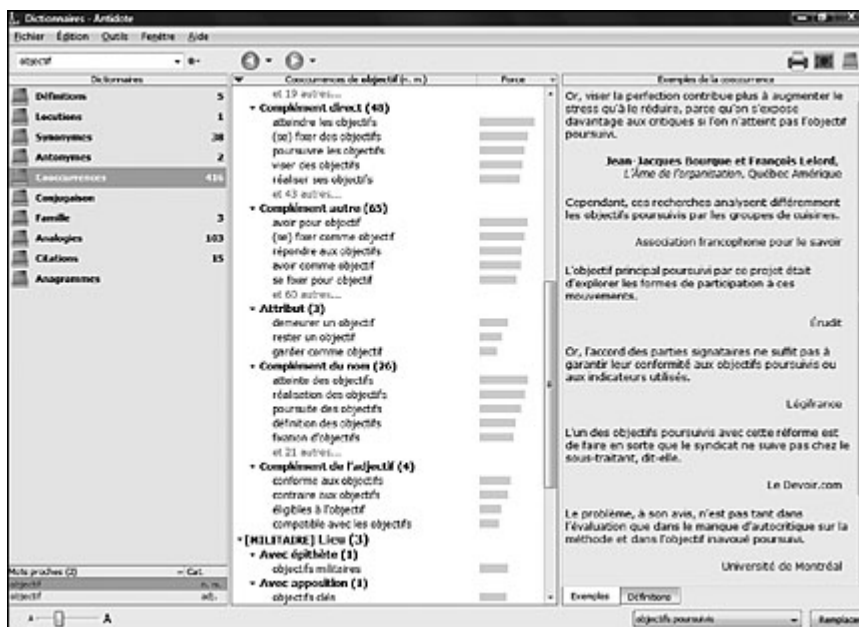 Dictionnaires - Antidote
Fichier Édition Outils Fenêtre Aide
objectif
Dictionnaires
Définitions 5
Locutions 1
Synonymes 38
Antonymes 2
Cooccurrences 416
Conjugaison
Famille 3
Analogies 103
Citations 15
Anagrammes
Mots proches (2) Cat.
objectif n. m.
objectif adj.
A A
Cooccurrences de objectif (n. m.) Force
et 19 autres...
Complément direct (48)
atteindre les objectifs
(se) fixer des objectifs
poursuivre les objectifs
viser des objectifs
réaliser ses objectifs
et 43 autres...
Complément autre (65)
avoir pour objectif
(se) fixer comme objectif
répondre aux objectifs
avoir comme objectif
se fixer pour objectif
et 60 autres...
Attribut (3)
demeurer un objectif
rester un objectif
garder comme objectif
Complément du nom (26)
atteinte des objectifs
réalisation des objectifs
poursuite des objectifs
définition des objectifs
fixation d'objectifs
et 21 autres...
Complément de l'adjectif (4)
conforme aux objectifs
contraire aux objectifs
éligibles à l'objectif
compatible avec les objectifs
[MILITAIRE] Lieu (3)
Avec épithète (1)
objectifs militaires
Avec apposition (1)
objectifs clés
Exemples de la cooccurrence
Or, viser la perfection contribue plus à augmenter le
stress qu'à le réduire, parce qu'on s'expose
davantage aux critiques si l'on n'atteint pas l'objectif
poursuivi.
Jean-Jacques Bourque et François Lelord,
L'Âme de l'organisation, Québec Amérique
Cependant, ces recherches analysent différemment
les objectifs poursuivis par les groupes de cuisines.
Association francophone pour le savoir
L'objectif principal poursuivi par ce projet était
d'explorer les formes de participation à ces
mouvements.
Érudit
Or, l'accord des parties signataires ne suffit pas à
garantir leur conformité aux objectifs poursuivis ou
aux indicateurs utilisés.
Légifrance
L'un des objectifs poursuivis avec cette réforme est
de faire en sorte que le syndicat ne suive pas chez le
sous-traitant, dit-elle.
Le Devoir.com
Le problème, à son avis, n'est pas tant dans
l'évaluation que dans le manque d'autocritique sur la
méthode et dans l'objectif inavoué poursuivi.
Université de Montréal
Exemples Définitions
objectifs poursuivis Remplace